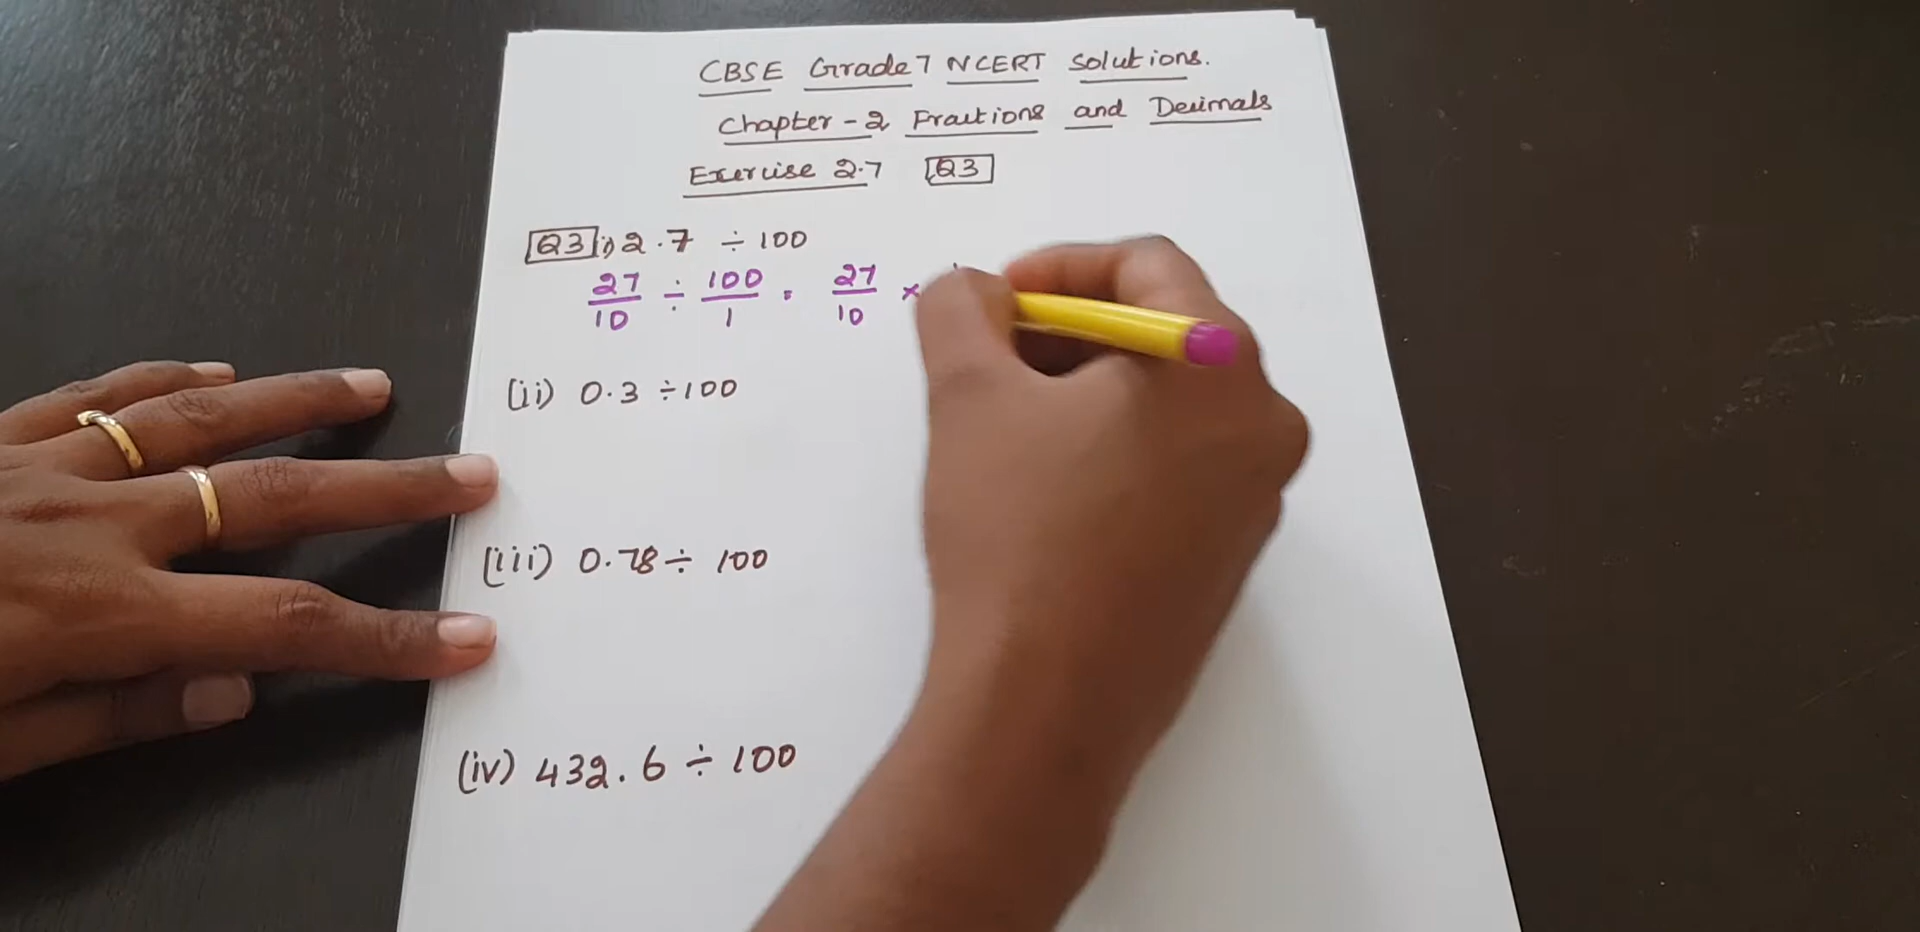 CBSE Grade 7 NCERT Solutions.
Chapter - 2 Fractions and Decimals
Exercise 2.7 Q3
Q3 i) 2.7 ÷ 100
27/10 ÷ 100/1 = 27/10 ×
(ii) 0.3 ÷ 100
(iii) 0.78 ÷ 100
(iv) 432.6 ÷ 100